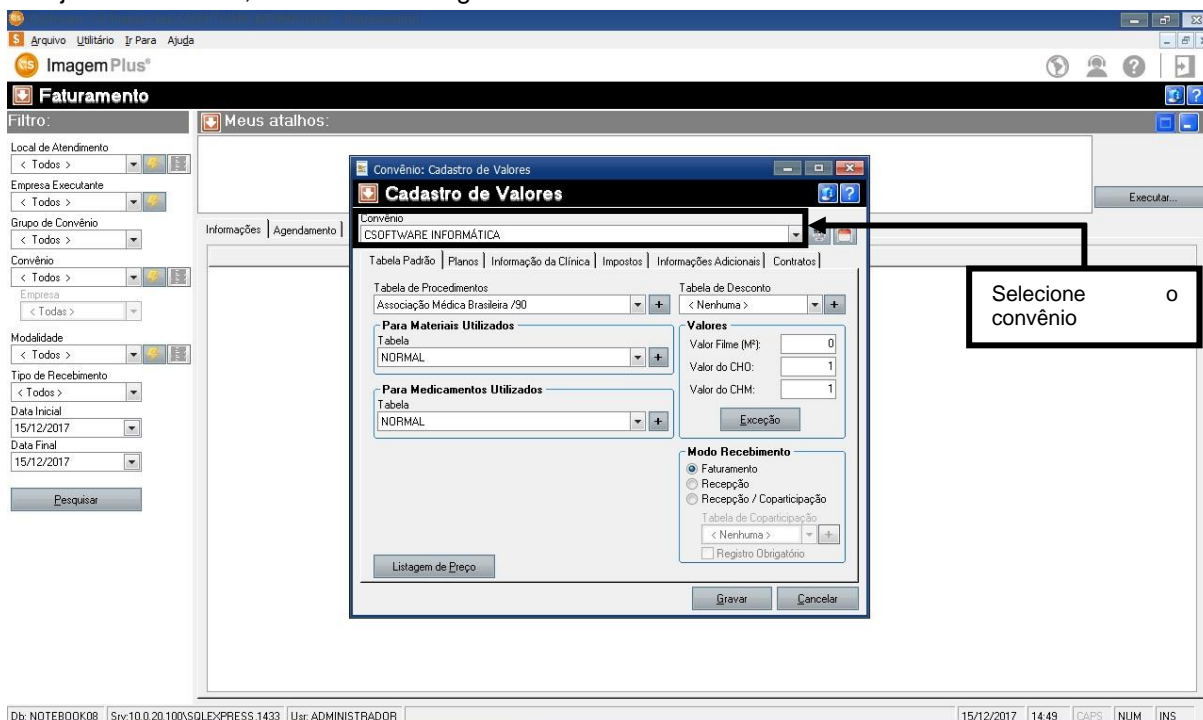 Arquivo Utilitário Ir Para Ajuda
ImagemPlus®
Faturamento
Filtro:
Meus atalhos:
Local de Atendimento
< Todos >
Empresa Executante
< Todos >
Executar...
Grupo de Convênio
< Todos >
Informações Agendamento
Convênio
< Todos >
Empresa
< Todas >
Modalidade
< Todos >
Tipo de Recebimento
< Todos >
Data Inicial
15/12/2017
Data Final
15/12/2017
Pesquisar
Convênio: Cadastro de Valores
Cadastro de Valores
Convênio
CSOFTWARE INFORMÁTICA
Tabela Padrão Planos Informação da Clínica Impostos Informações Adicionais Contratos
Tabela de Procedimentos
Associação Médica Brasileira /90
Para Materiais Utilizados
Tabela
NORMAL
Para Medicamentos Utilizados
Tabela
NORMAL
Tabela de Desconto
< Nenhuma >
Valores
Valor Filme (M²): 0
Valor do CHO: 1
Valor do CHM: 1
Exceção
Modo Recebimento
Faturamento
Recepção
Recepção / Coparticipação
Tabela de Coparticipação
< Nenhuma >
Registro Obrigatório
Listagem de Preço
Gravar Cancelar
Selecione o
convênio
Db: NOTEBOOK08 Srv:10.0.20.100\SQLEXPRESS,1433 Usr: ADMINISTRADOR 15/12/2017 14:49 CAPS NUM INS